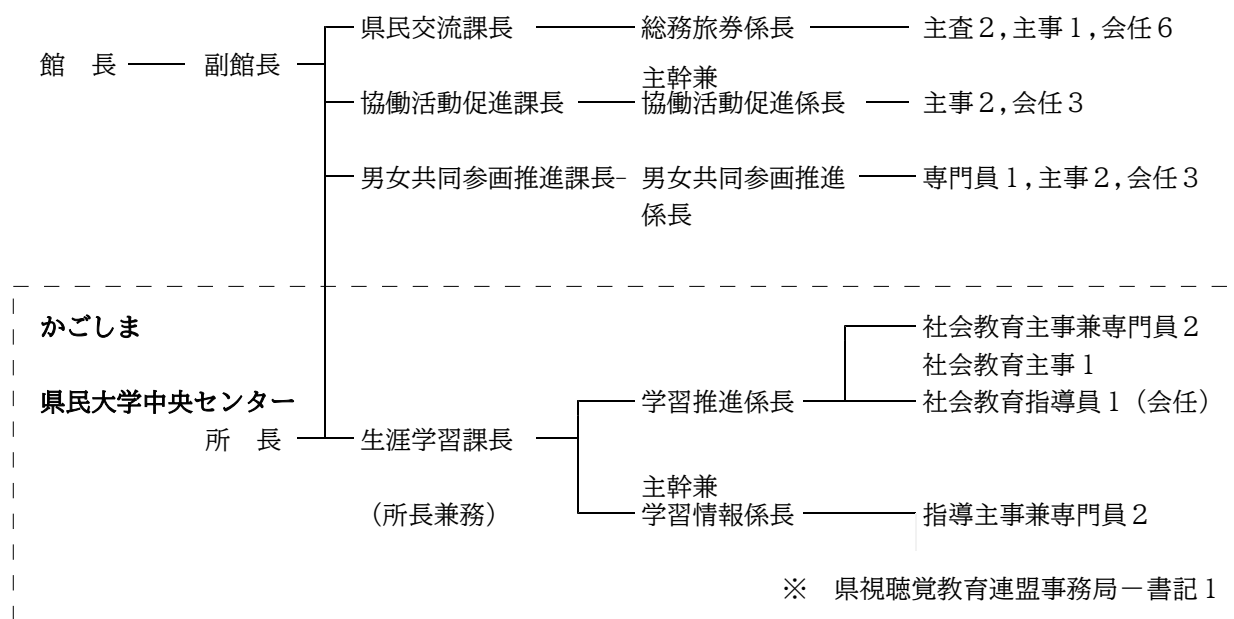 県民交流課長 総務旅券係長 主査2,主事1,会任6
館 長 副館長
主幹兼
協働活動促進課長 協働活動促進係長 主事2,会任3
男女共同参画推進課長 男女共同参画推進 専門員1,主事2,会任3
係長
かごしま 社会教育主事兼専門員2
社会教育主事1
県民大学中央センター 学習推進係長 社会教育指導員1(会任)
所 長 生涯学習課長
主幹兼
(所長兼務) 学習情報係長 指導主事兼専門員2
※ 県視聴覚教育連盟事務局-書記1